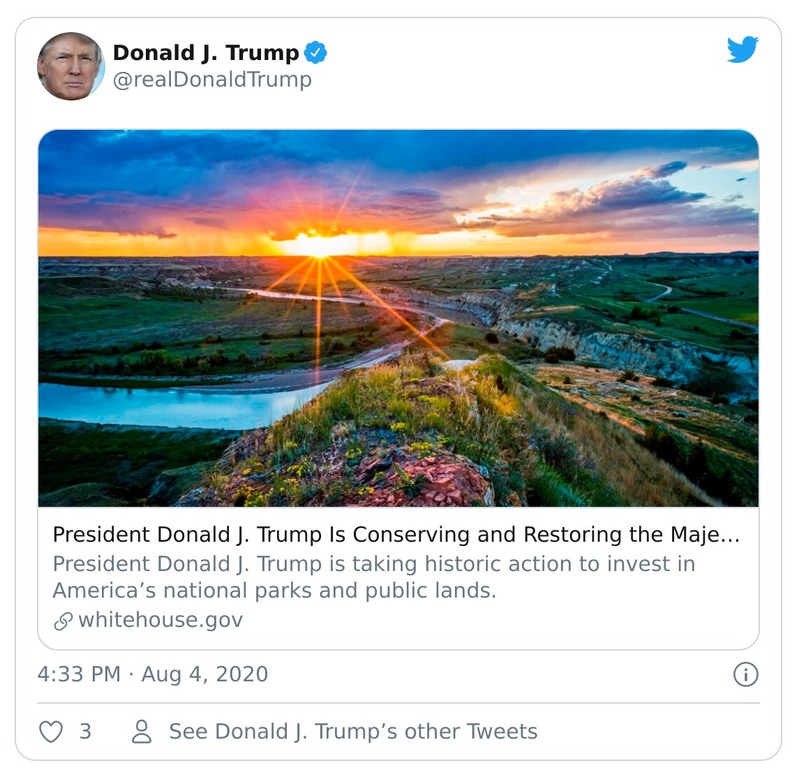 Donald J. Trump
@realDonaldTrump
President Donald J. Trump Is Conserving and Restoring the Maje…
President Donald J. Trump is taking historic action to invest in
America’s national parks and public lands.
whitehouse.gov
4:33 PM · Aug 4, 2020
3 See Donald J. Trump’s other Tweets